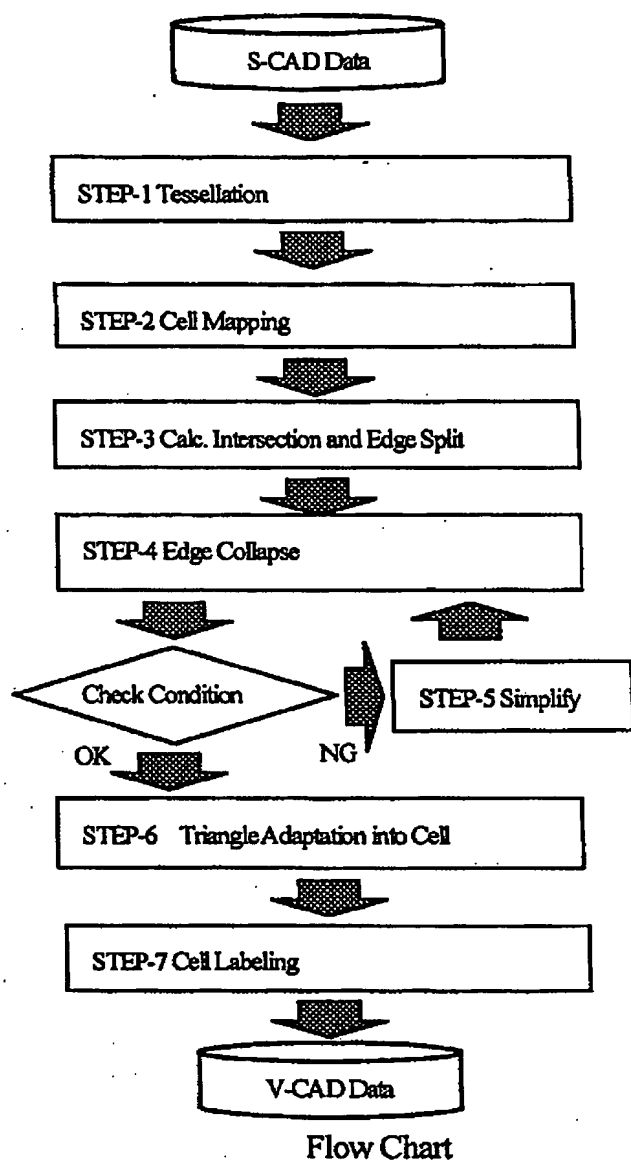 S-CAD Data
STEP-1 Tessellation
STEP-2 Cell Mapping
STEP-3 Calc. Intersection and Edge Split
STEP-4 Edge Collapse
Check Condition
STEP-5 Simplify
OK
NG
STEP-6 Triangle Adaptation into Cell
STEP-7 Cell Labeling
V-CAD Data
Flow Chart